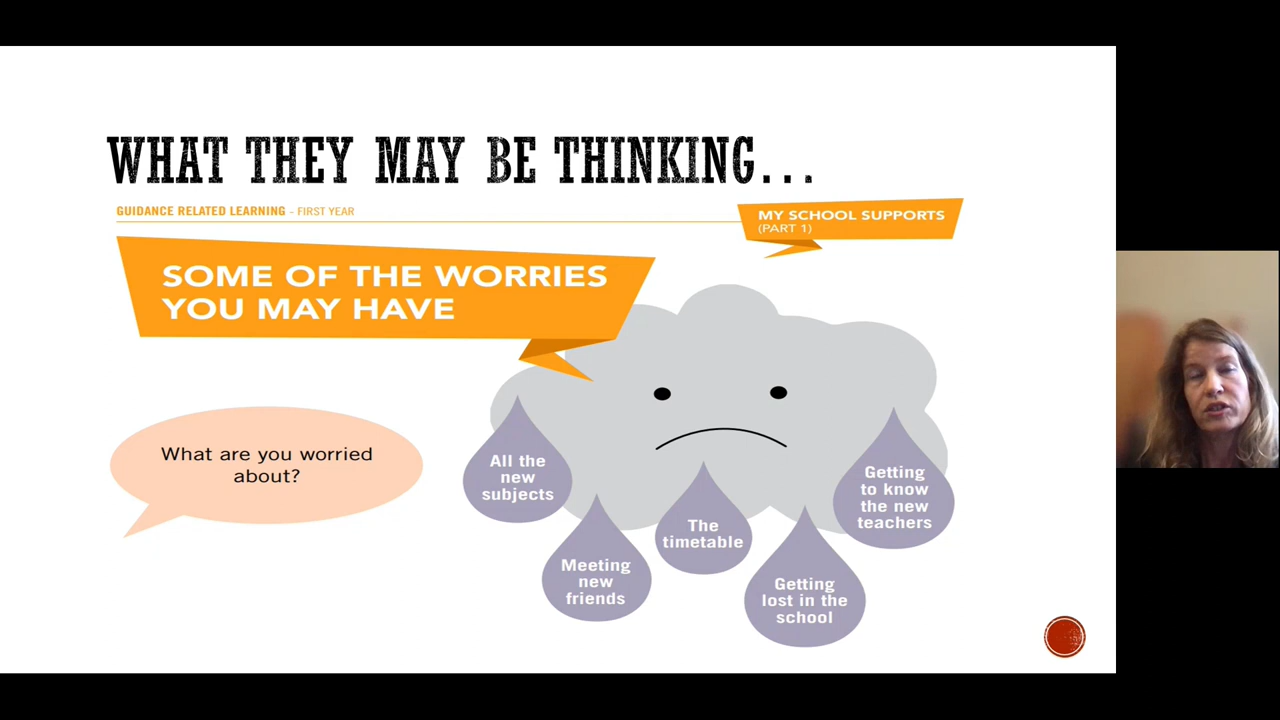 WHAT THEY MAY BE THINKING...
GUIDANCE RELATED LEARNING – FIRST YEAR
MY SCHOOL SUPPORTS
(PART 1)
SOME OF THE WORRIES
YOU MAY HAVE
What are you worried
about?
All the
new
subjects
Meeting
new
friends
The
timetable
Getting
lost in the
school
Getting
to know
the new
teachers